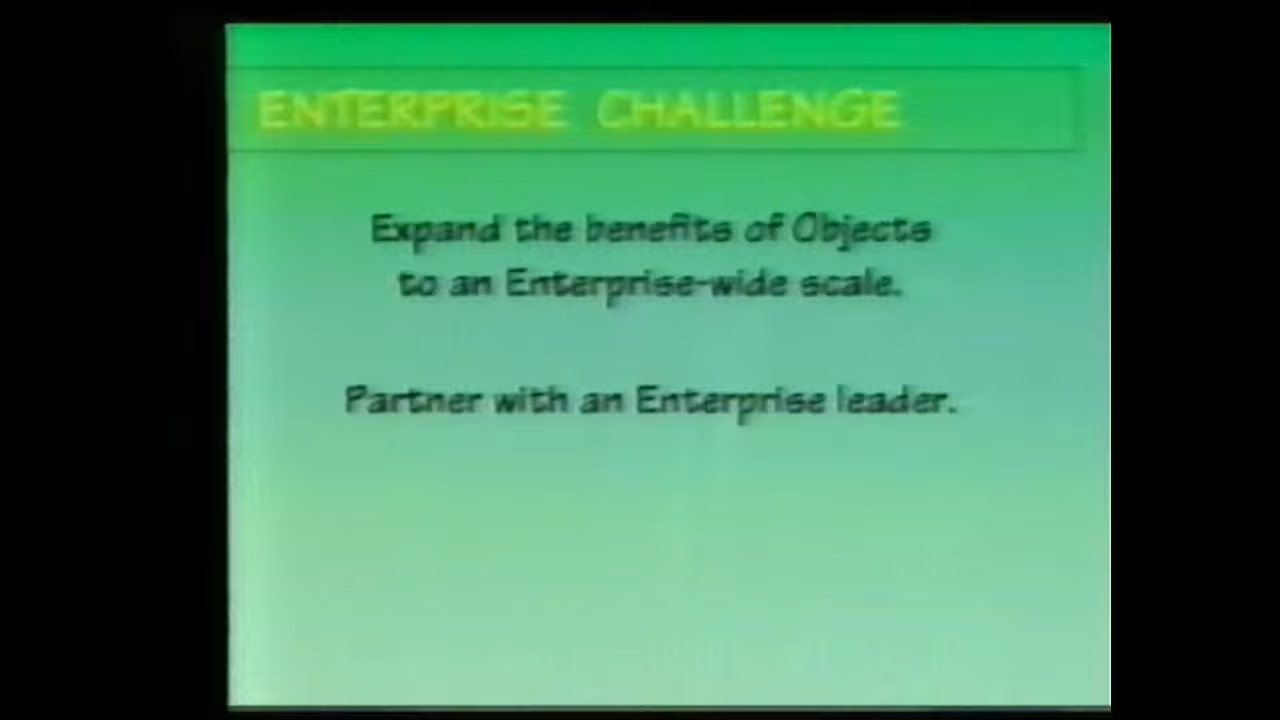 ENTERPRISE CHALLENGE
Expand the benefits of Objects
to an Enterprise-wide scale.
Partner with an Enterprise leader.